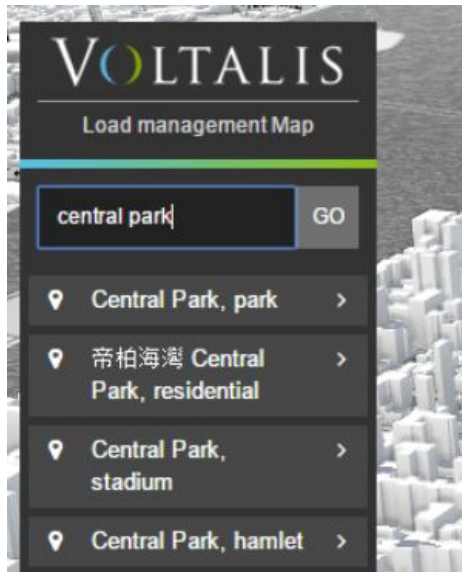 VOLTALIS
Load management Map
central park
GO
Central Park, park
帝柏海灣 Central
Park, residential
Central Park,
stadium
Central Park, hamlet